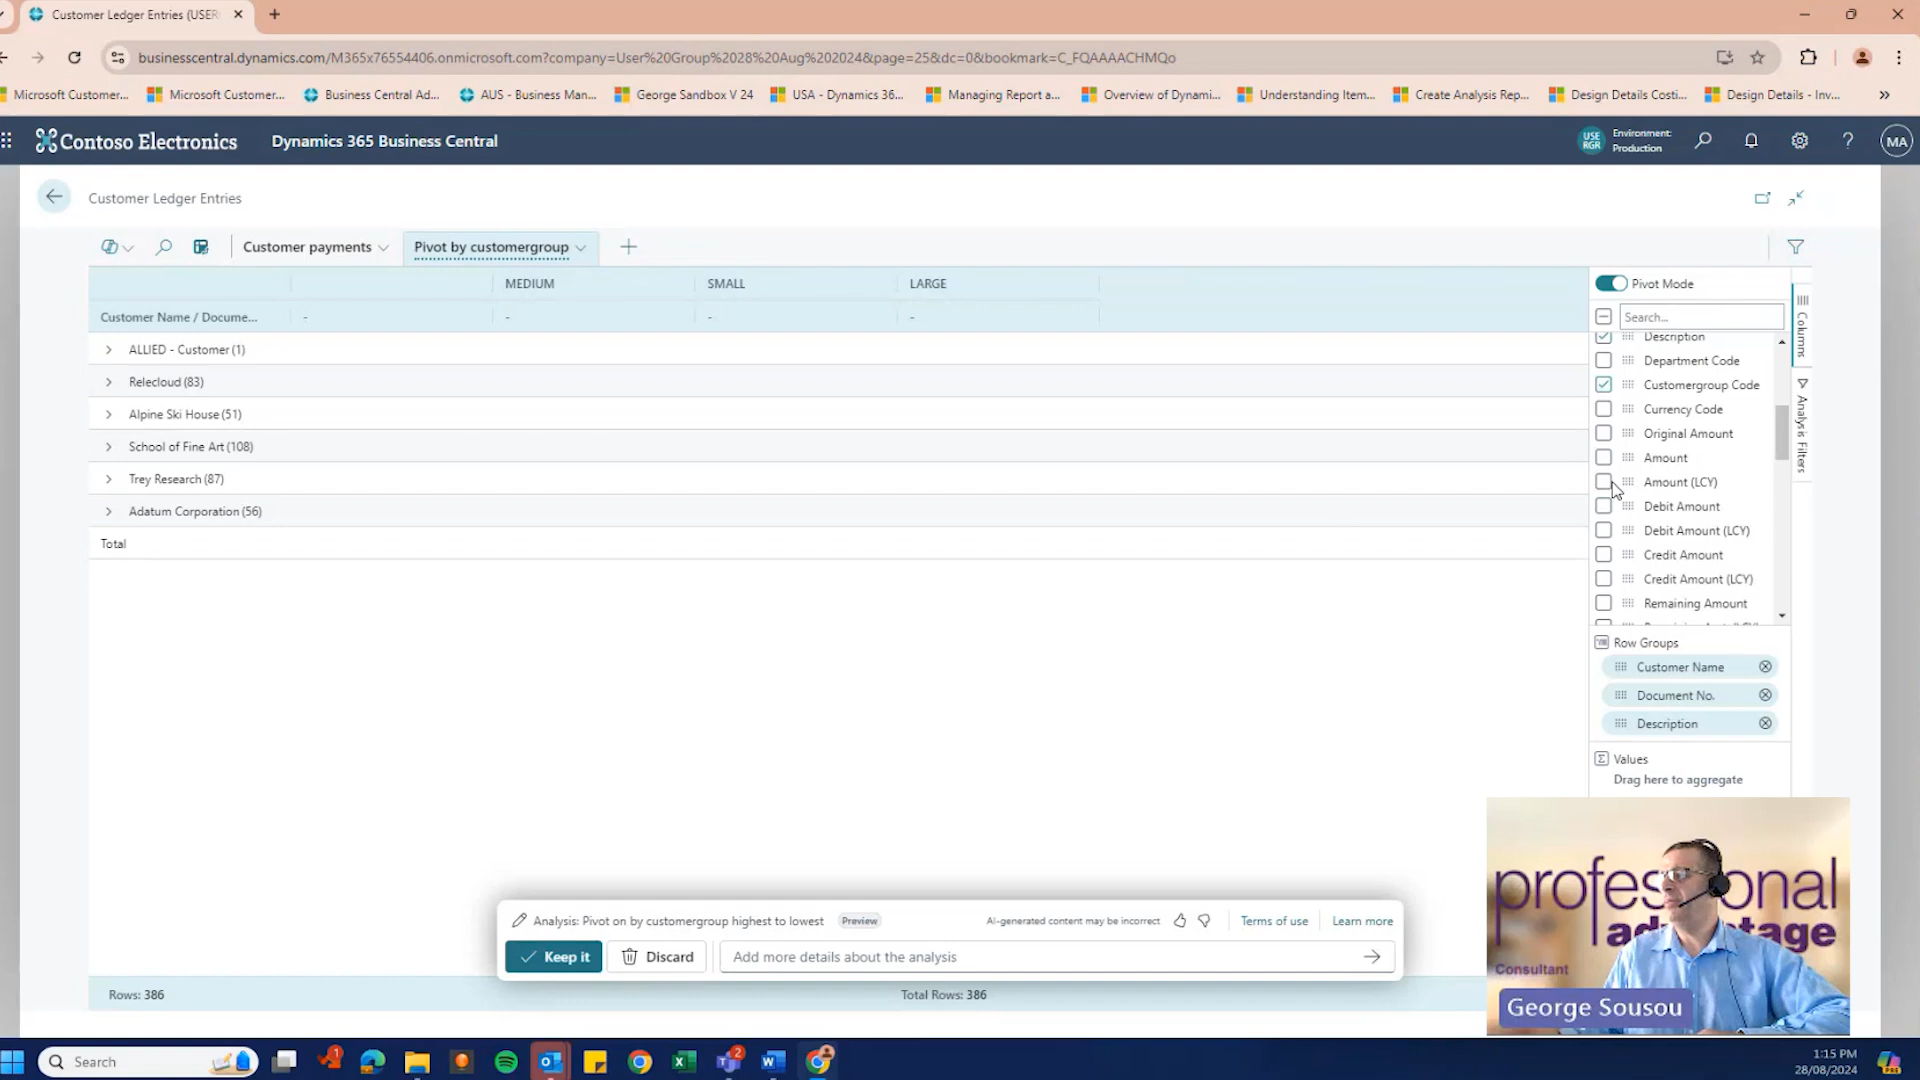 Customer Ledger Entries (USER
businesscentral.dynamics.com/M365x76554406.onmicrosoft.com?company=User%20Group%2028%20Aug%202024&page=25&dc=0&bookmark=C_FQAAAACHMQo
Microsoft Customer...
Microsoft Customer...
Business Central Ad...
AUS - Business Man...
George Sandbox V 24
USA - Dynamics 36...
Managing Report a...
Overview of Dynami...
Understanding Item...
Create Analysis Rep...
Design Details Costi...
Design Details - Inv...
Contoso Electronics
Dynamics 365 Business Central
USE
RGR
Environment:
Production
MA
Customer Ledger Entries
Customer payments
Pivot by customergroup
MEDIUM
SMALL
LARGE
Customer Name / Docume...
-
-
-
-
ALLIED - Customer (1)
Relecloud (83)
Alpine Ski House (51)
School of Fine Art (108)
Trey Research (87)
Adatum Corporation (56)
Total
Pivot Mode
Search...
Description
Department Code
Customergroup Code
Currency Code
Original Amount
Amount
Amount (LCY)
Debit Amount
Debit Amount (LCY)
Credit Amount
Credit Amount (LCY)
Remaining Amount
Columns
Analysis Filters
Row Groups
Customer Name
Document No.
Description
Values
Drag here to aggregate
Analysis: Pivot on by customergroup highest to lowest
Preview
AI-generated content may be incorrect
Terms of use
Learn more
Keep it
Discard
Add more details about the analysis
Rows: 386
Total Rows: 386
Consultant
George Sousou
Search
1
2
1:15 PM
28/08/2024